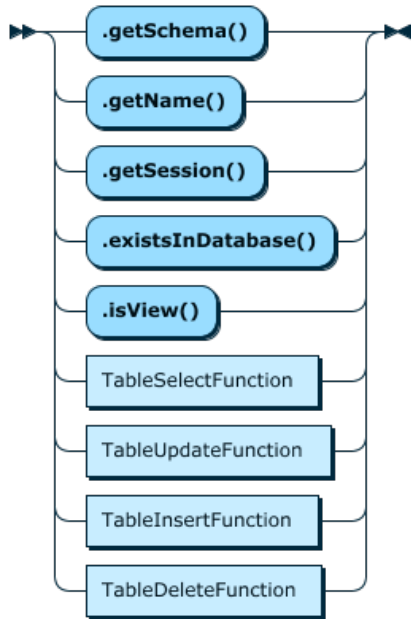 .getSchema()
.getName()
.getSession()
.existsInDatabase()
.isView()
TableSelectFunction
TableUpdateFunction
TableInsertFunction
TableDeleteFunction